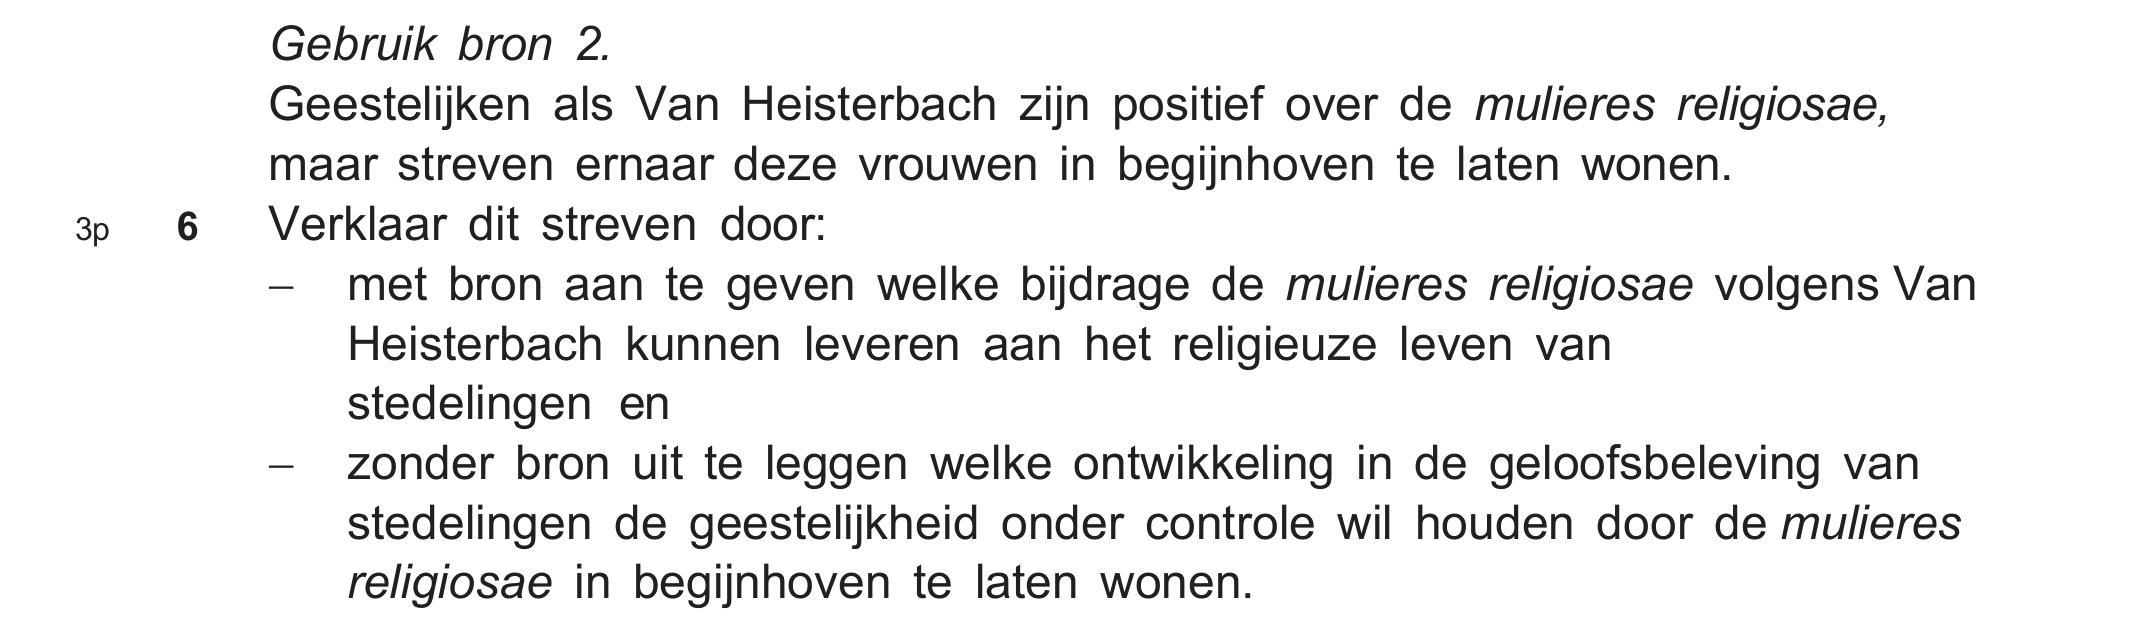 Gebruik bron 2.
Geestelijken als Van Heisterbach zijn positief over de mulieres religiosae,
maar streven ernaar deze vrouwen in begijnhoven te laten wonen.
3p 6 Verklaar dit streven door:
– met bron aan te geven welke bijdrage de mulieres religiosae volgens Van
Heisterbach kunnen leveren aan het religieuze leven van
stedelingen en
– zonder bron uit te leggen welke ontwikkeling in de geloofsbeleving van
stedelingen de geestelijkheid onder controle wil houden door de mulieres
religiosae in begijnhoven te laten wonen.